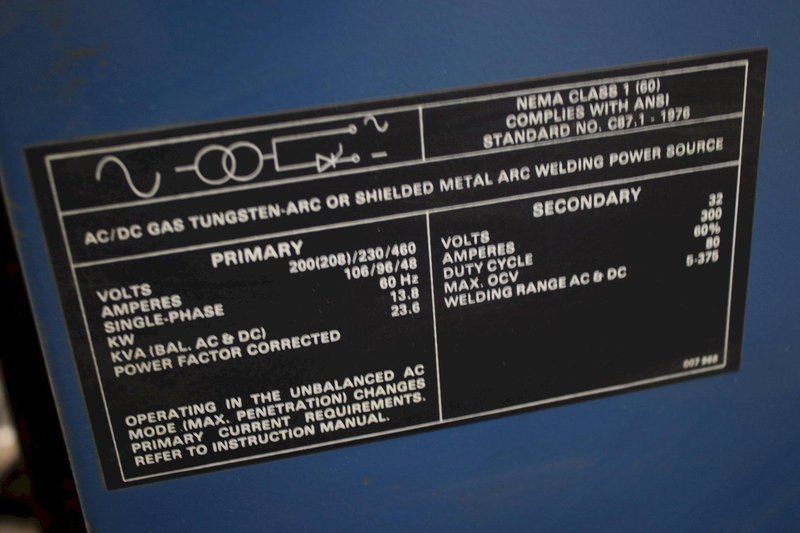 NEMA CLASS 1 (60)
COMPLIES WITH ANSI
STANDARD NO. C87.1 - 1976
AC/DC GAS TUNGSTEN-ARC OR SHIELDED METAL ARC WELDING POWER SOURCE
PRIMARY
VOLTS 200(208)/230/460
AMPERES 106/96/48
SINGLE-PHASE 60 Hz
KW 13.8
KVA (BAL. AC & DC) 23.6
POWER FACTOR CORRECTED
OPERATING IN THE UNBALANCED AC
MODE (MAX. PENETRATION) CHANGES
PRIMARY CURRENT REQUIREMENTS.
REFER TO INSTRUCTION MANUAL.
SECONDARY
VOLTS 32
AMPERES 300
DUTY CYCLE 60%
MAX. OCV 80
WELDING RANGE AC & DC 5-375
007 968